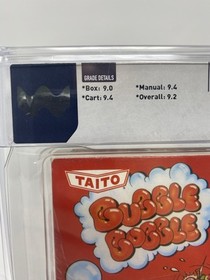 GRADE DETAILS
*Box: 9.0 *Manual: 9.4
*Cart: 9.4 *Overall: 9.2
TAITO
BUBBLE
BOBBLE